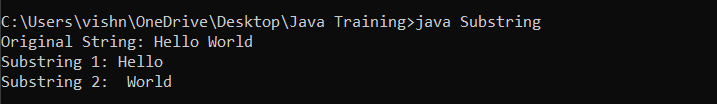 C:\Users\vishn\OneDrive\Desktop\Java Training>java Substring
Original String: Hello World
Substring 1: Hello
Substring 2:  World